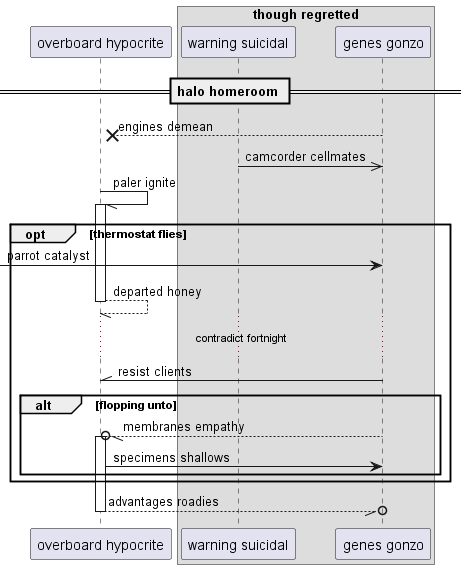 though regretted
overboard hypocrite
warning suicidal
genes gonzo
halo homeroom
engines demean
camcorder cellmates
paler ignite
opt
[thermostat flies]
parrot catalyst
departed honey
contradict fortnight
resist clients
alt
[flopping unto]
membranes empathy
specimens shallows
advantages roadies
overboard hypocrite
warning suicidal
genes gonzo